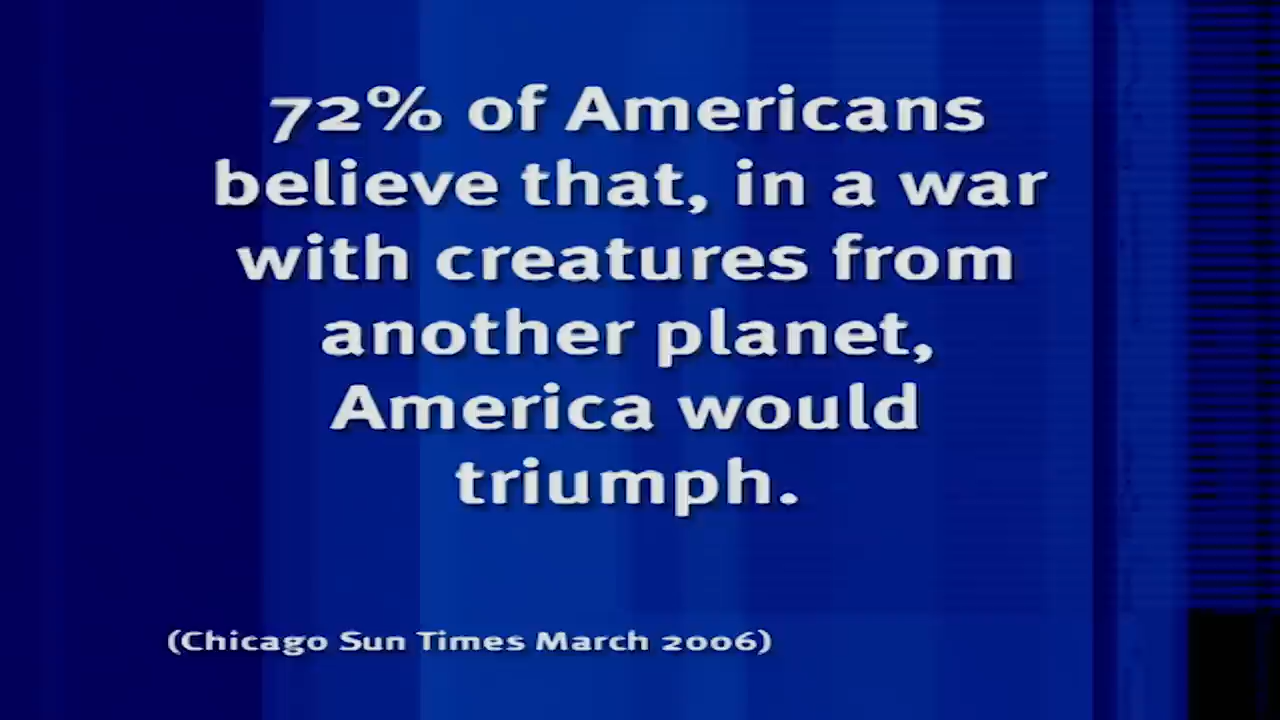 72% of Americans
believe that, in a war
with creatures from
another planet,
America would
triumph.
(Chicago Sun Times March 2006)